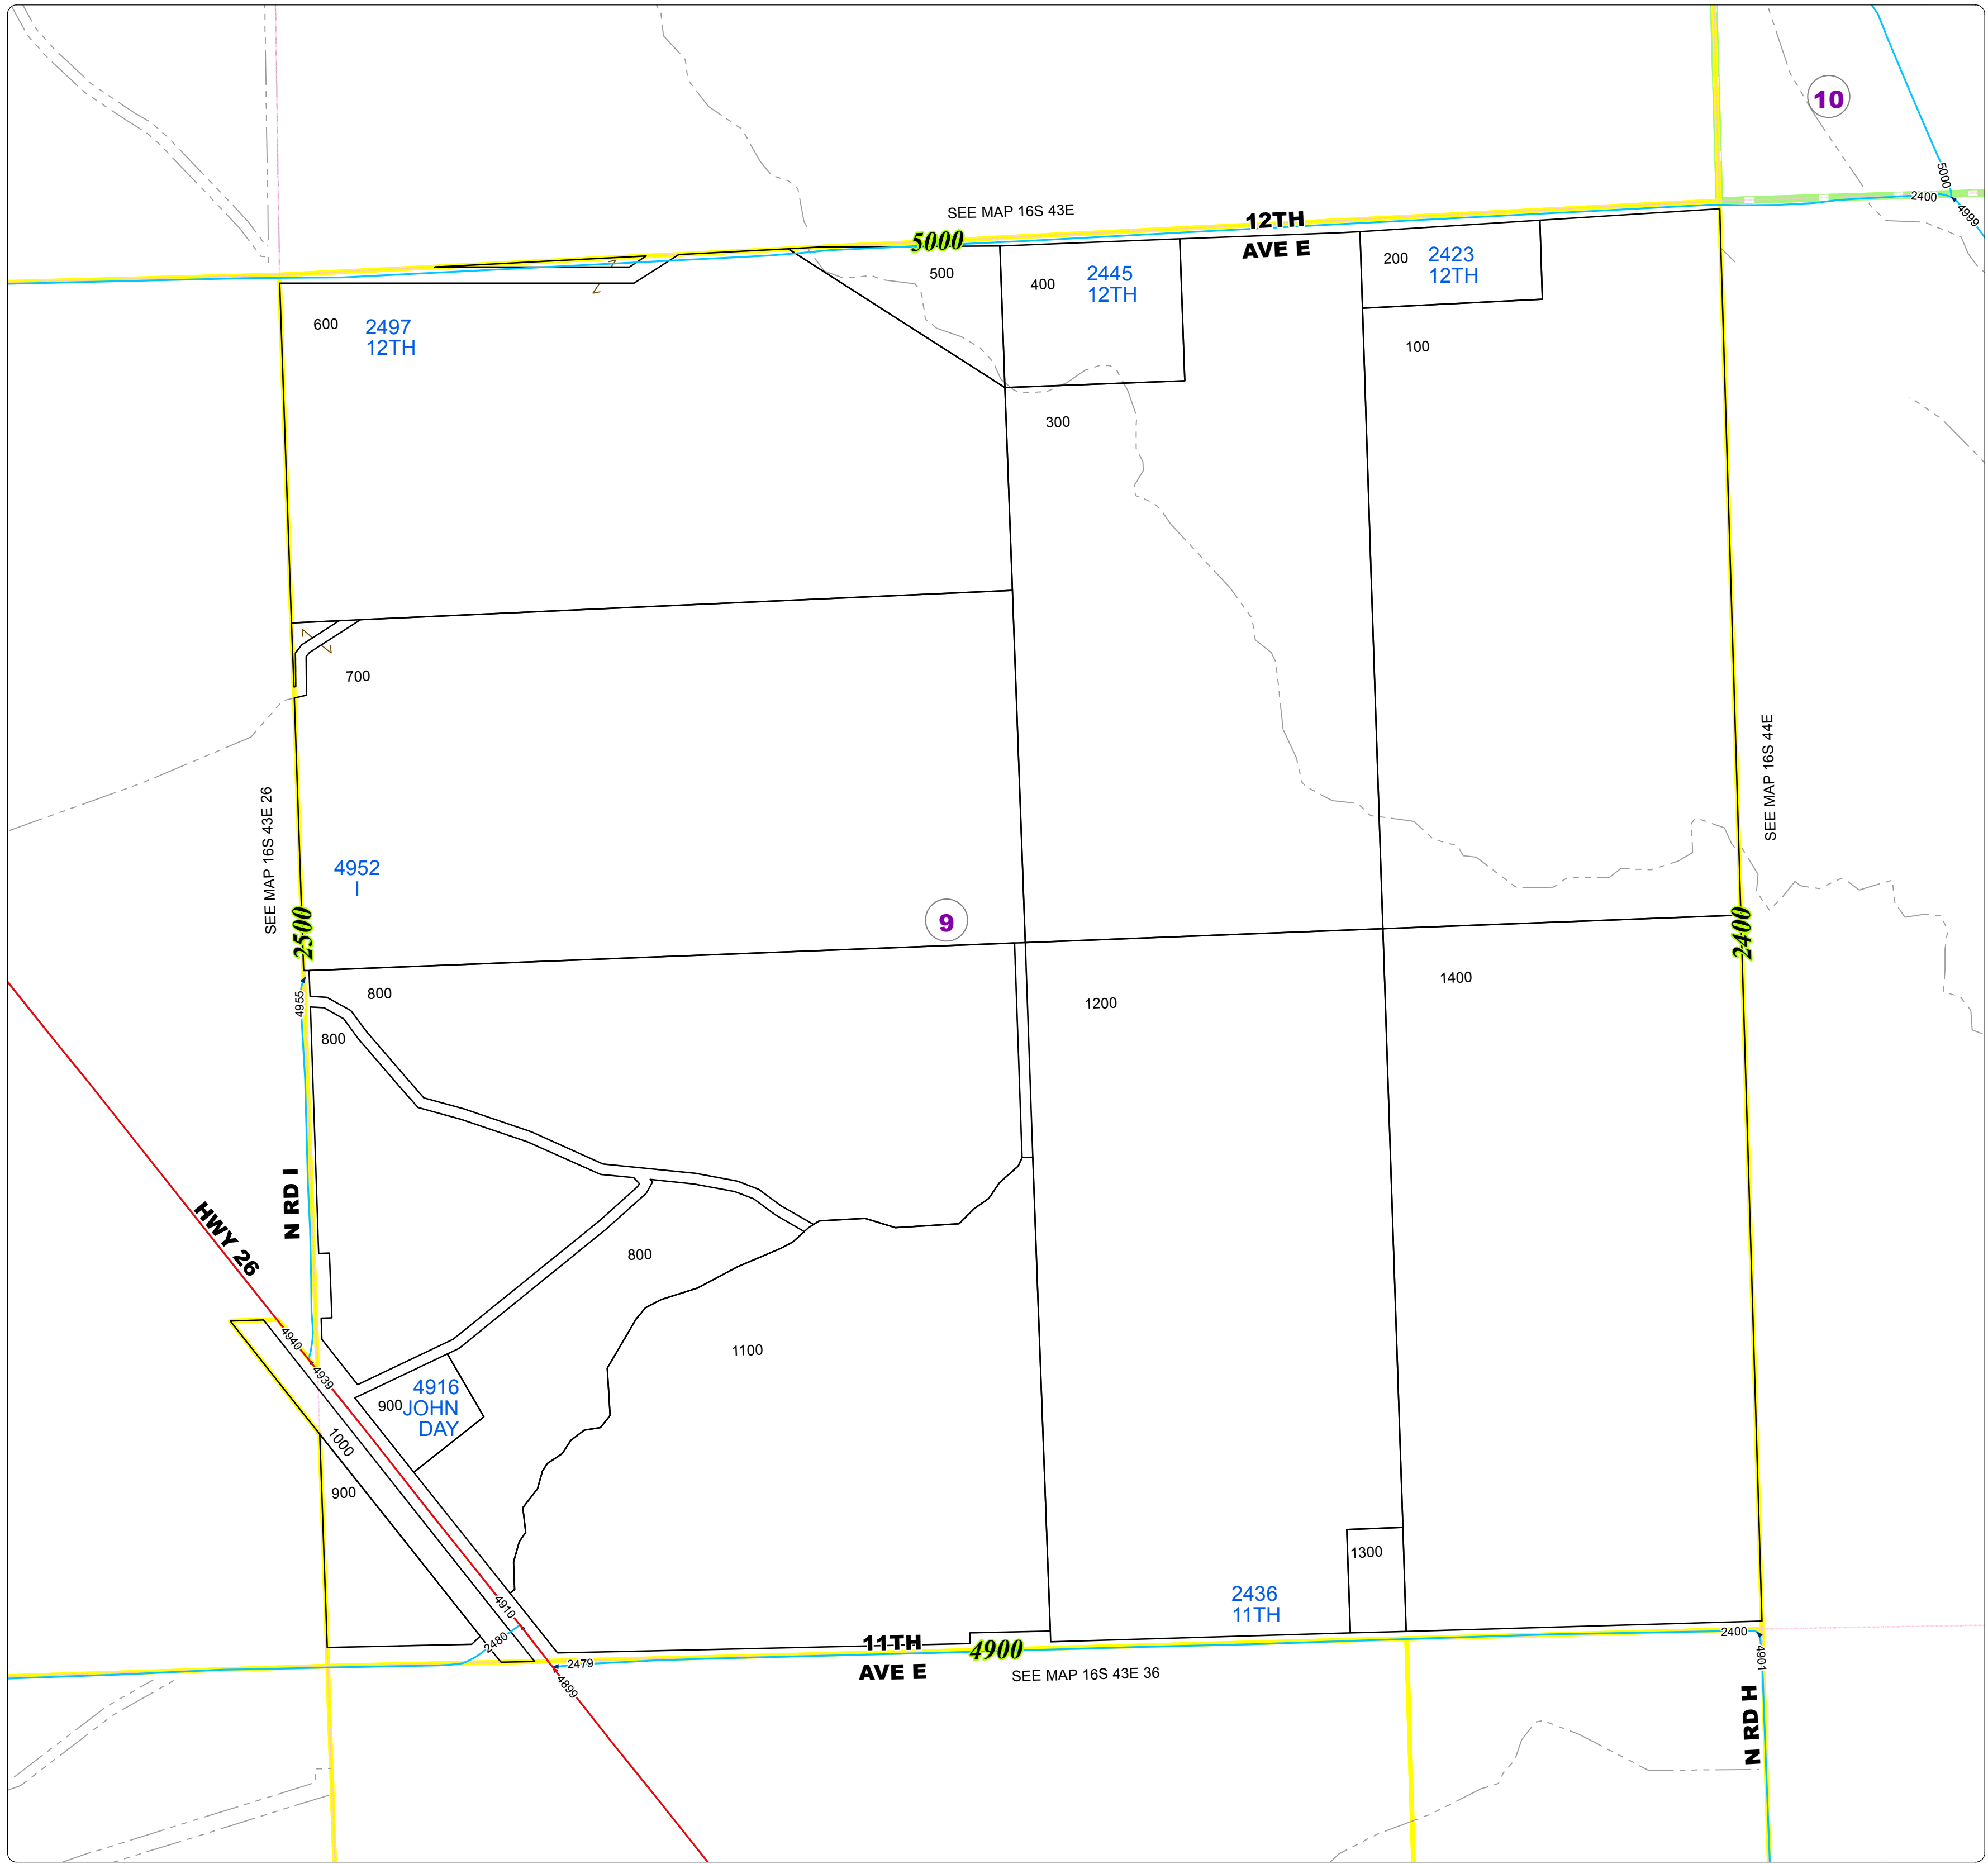 10
5000
2400
4999
SEE MAP 16S 43E
12TH
AVE E
5000
500
400
2445
12TH
200
2423
12TH
600
2497
12TH
100
300
700
SEE MAP 16S 43E 26
SEE MAP 16S 44E
4952
I
2500
9
2400
4955
800
800
1200
1400
N RD I
HWY 26
800
4940
4939
1100
900
4916
JOHN
DAY
1000
900
1300
4910
2436
11TH
2480
11TH
AVE E
4900
2479
4899
SEE MAP 16S 43E 36
2400
4901
N RD H